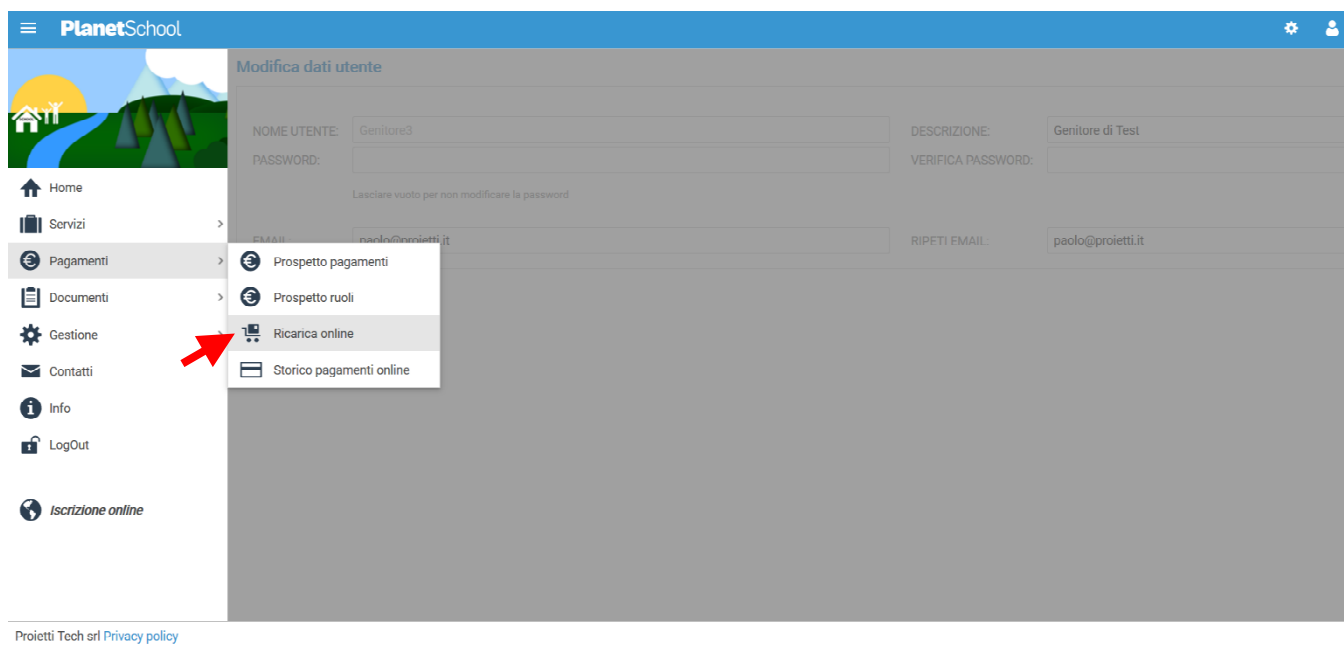 PlanetSchool
Modifica dati utente
NOME UTENTE: Genitore3 DESCRIZIONE: Genitore di Test
PASSWORD: VERIFICA PASSWORD:
Lasciare vuoto per non modificare la password
EMAIL: paolo@proietti.it RIPETI EMAIL: paolo@proietti.it
Home
Servizi
Pagamenti
Prospetto pagamenti
Prospetto ruoli
Ricarica online
Storico pagamenti online
Documenti
Gestione
Contatti
Info
LogOut
Iscrizione online
Proietti Tech srl Privacy policy